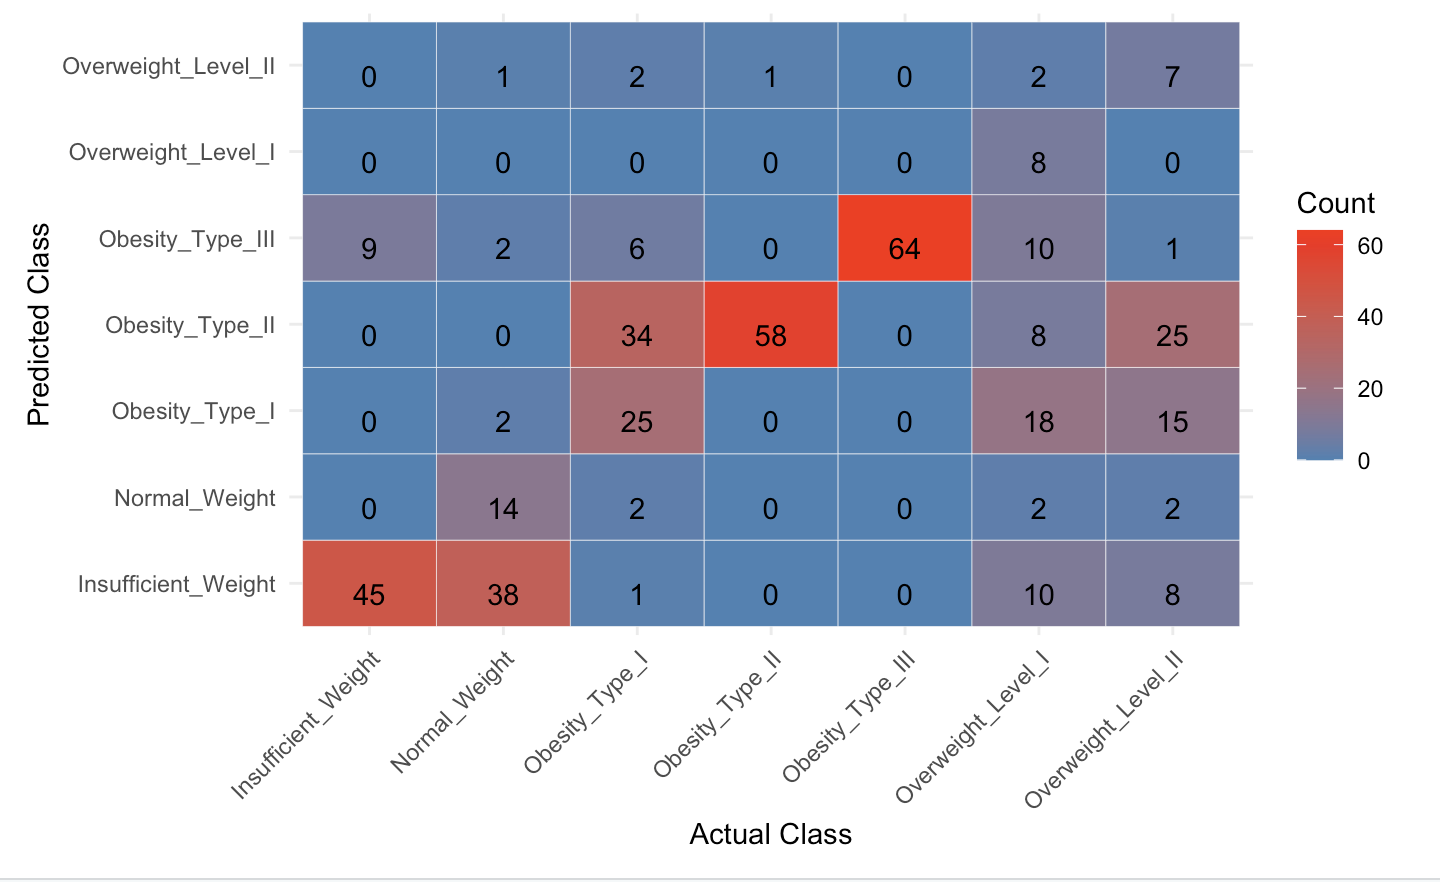 Overweight_Level_II 0 1 2 1 0 2 7
Overweight_Level_I 0 0 0 0 0 8 0
Obesity_Type_III 9 2 6 0 64 10 1
Obesity_Type_II 0 0 34 58 0 8 25
Obesity_Type_I 0 2 25 0 0 18 15
Normal_Weight 0 14 2 0 0 2 2
Insufficient_Weight 45 38 1 0 0 10 8
Predicted Class
Insufficient_Weight
Normal_Weight
Obesity_Type_I
Obesity_Type_II
Obesity_Type_III
Overweight_Level_I
Overweight_Level_II
Actual Class
Count
60
40
20
0